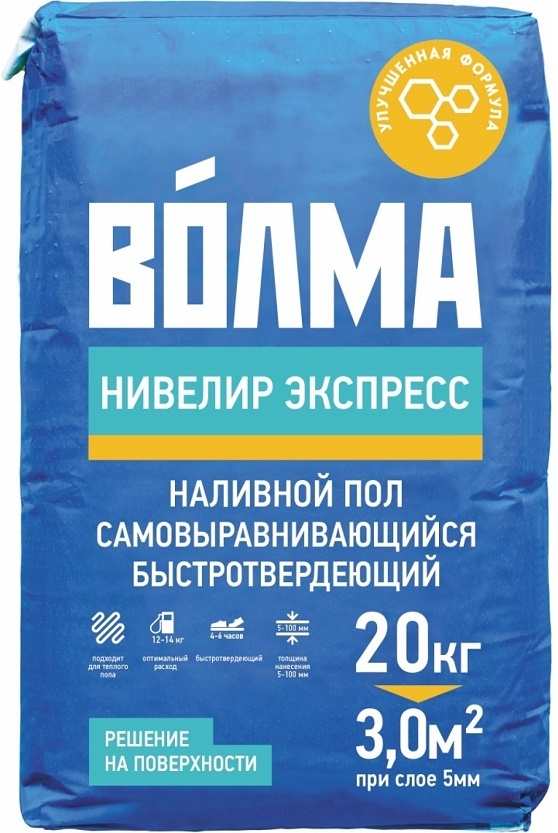 УЛУЧШЕННАЯ ФОРМУЛА
ВО́ЛМА
НИВЕЛИР ЭКСПРЕСС
НАЛИВНОЙ ПОЛ
САМОВЫРАВНИВАЮЩИЙСЯ
БЫСТРОТВЕРДЕЮЩИЙ
12-14 кг
4-6 часов
5-100 мм
подходит
для теплого
пола
оптимальный
расход
быстротвердеющий
толщина
нанесения
5-100 мм
20кг
3,0м²
при слое 5мм
РЕШЕНИЕ
НА ПОВЕРХНОСТИ